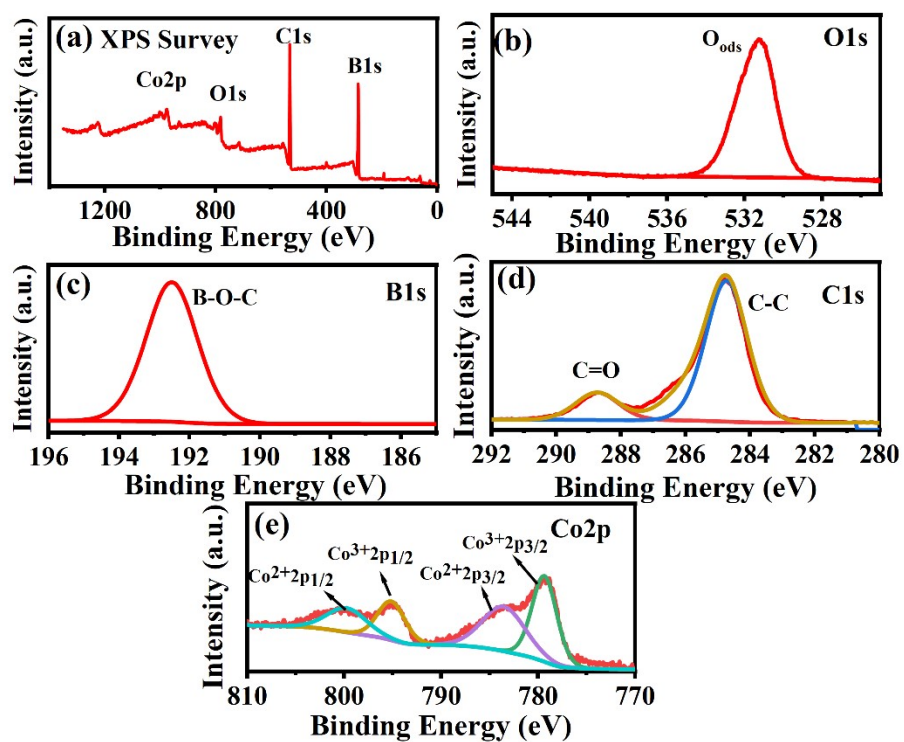 (a) XPS Survey
C1s
B1s
Co2p
O1s
Intensity (a.u.)
1200 800 400 0
Binding Energy (eV)
(b)
O1s
Oods
Intensity (a.u.)
544 540 536 532 528
Binding Energy (eV)
(c)
B1s
B-O-C
Intensity (a.u.)
196 194 192 190 188 186
Binding Energy (eV)
(d)
C1s
C-C
C=O
Intensity (a.u.)
292 290 288 286 284 282 280
Binding Energy (eV)
(e)
Co2p
Co2+2p1/2
Co3+2p1/2
Co2+2p3/2
Co3+2p3/2
Intensity (a.u.)
810 800 790 780 770
Binding Energy (eV)